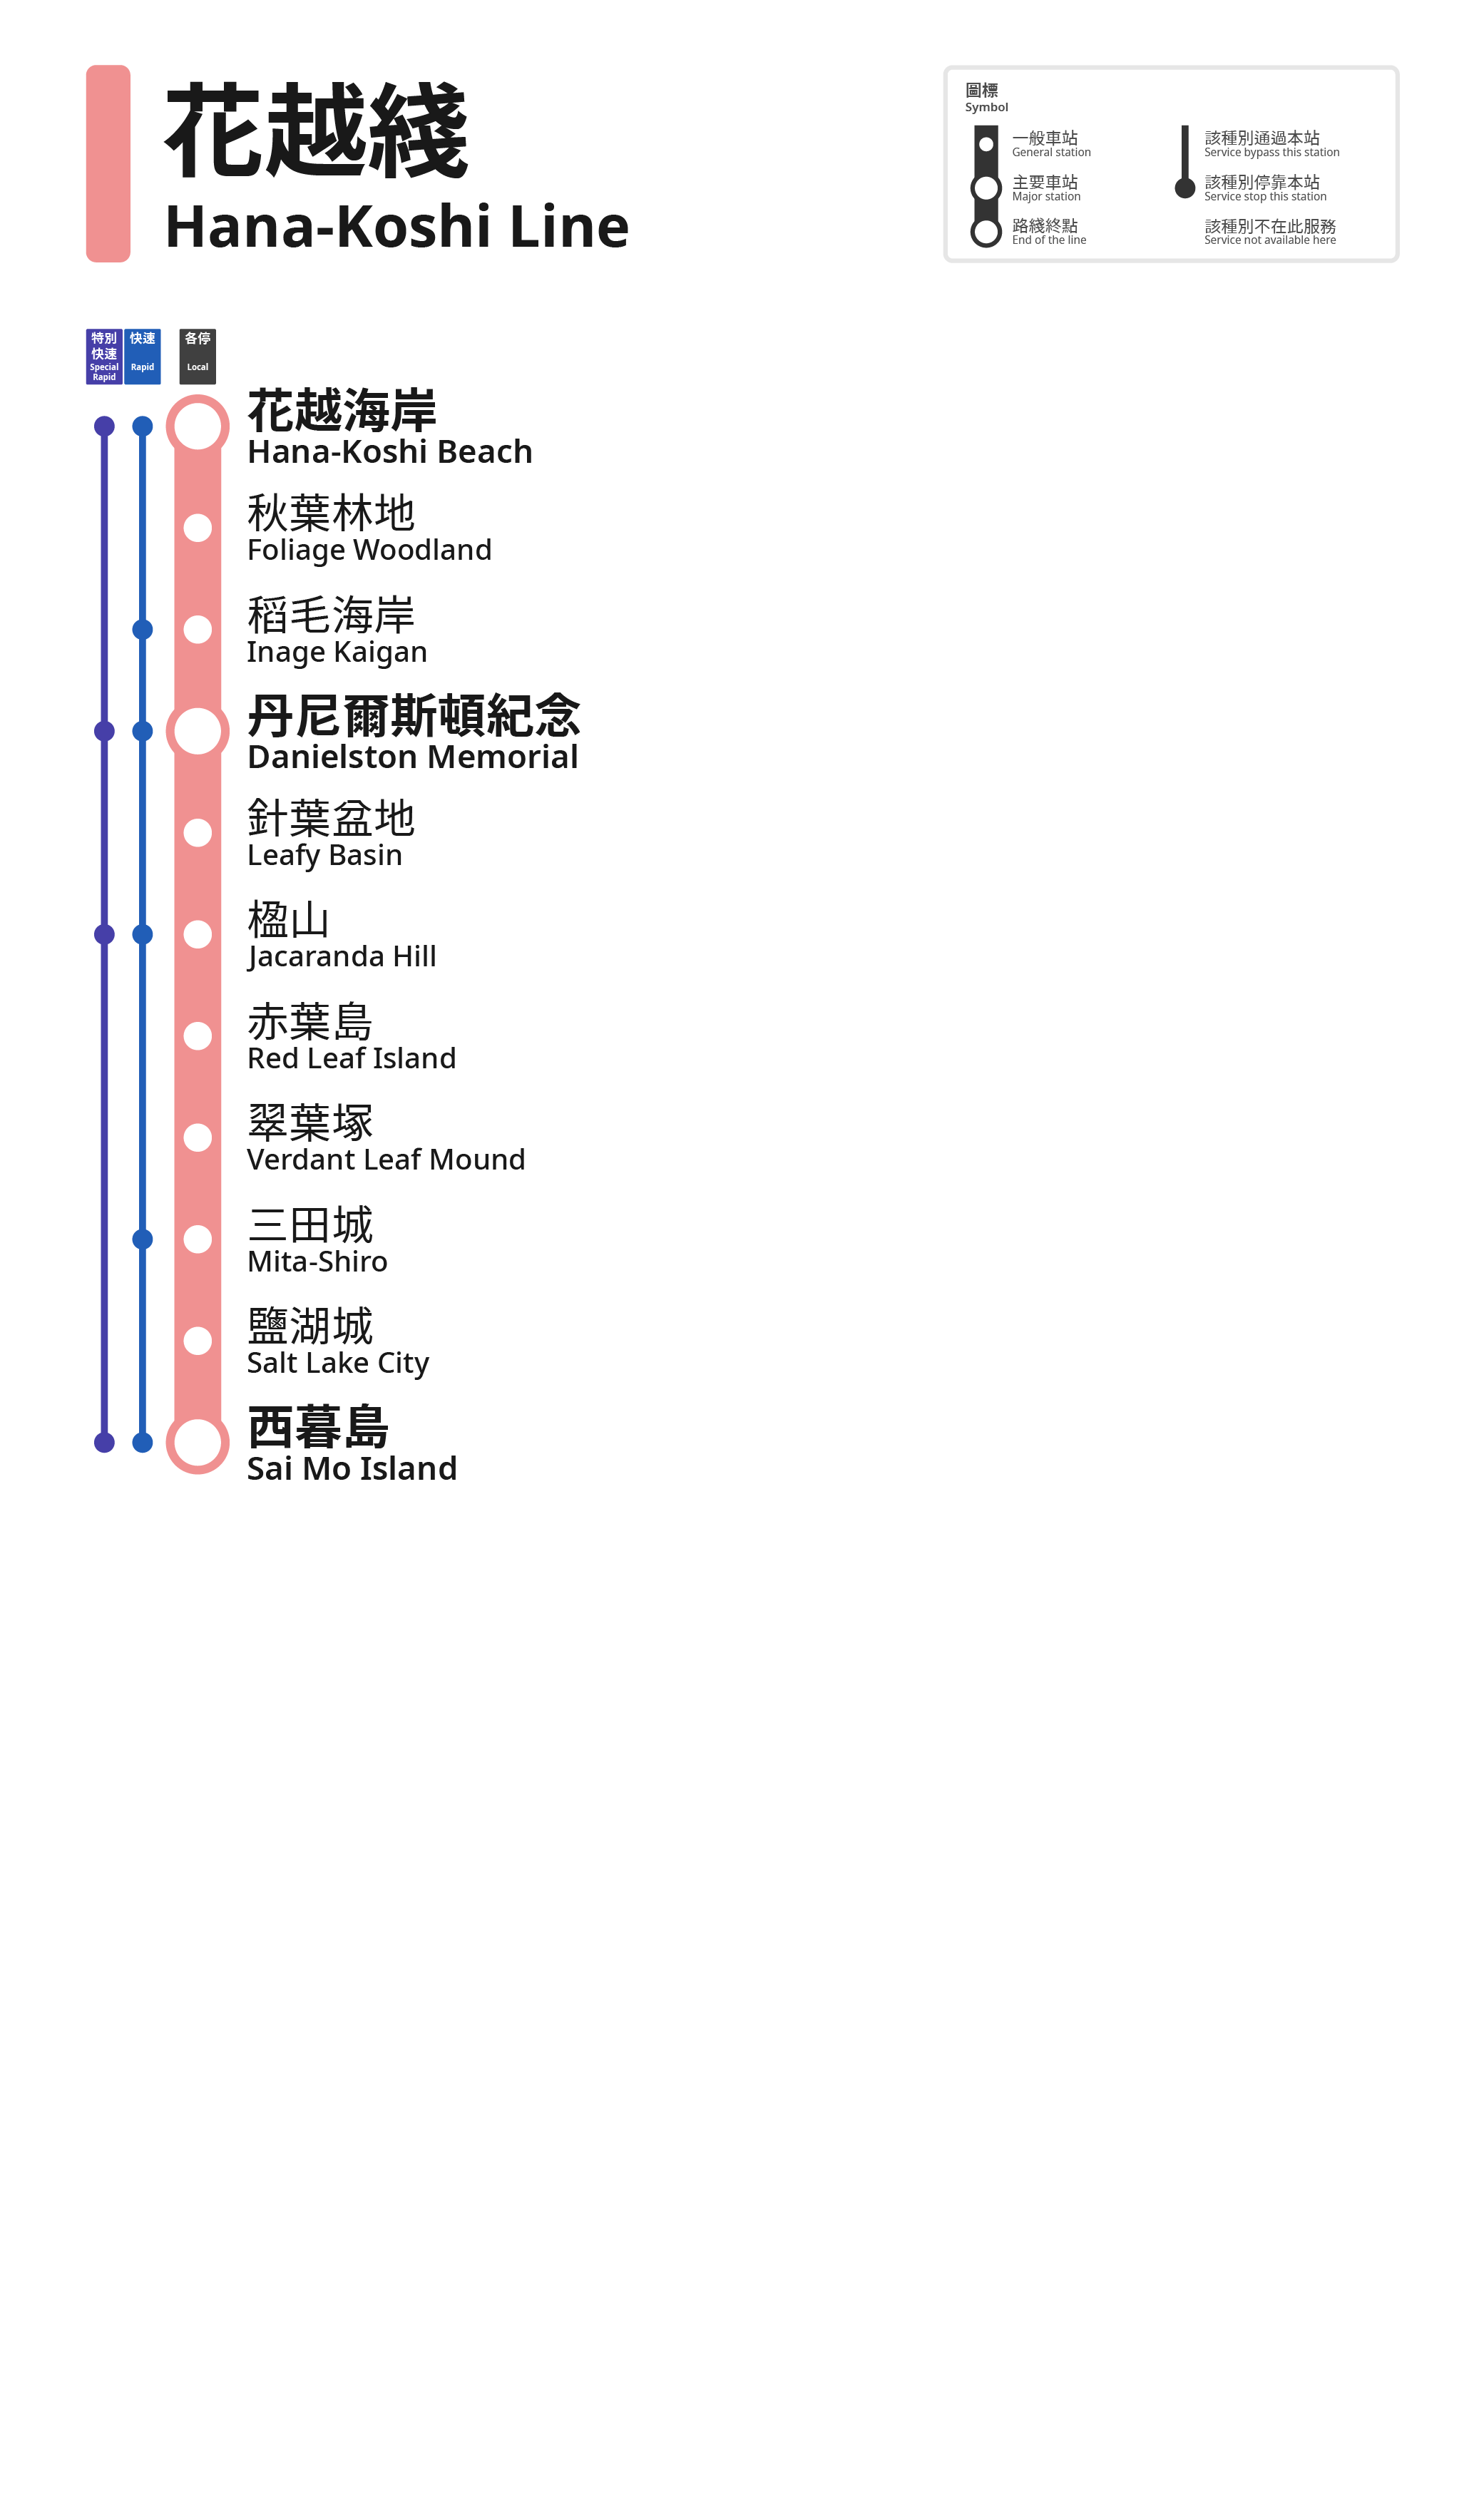 花越綫
Hana-Koshi Line
圖標
Symbol
一般車站
General station
主要車站
Major station
路綫終點
End of the line
該種別通過本站
Service bypass this station
該種別停靠本站
Service stop this station
該種別不在此服務
Service not available here
特別
快速
Special
Rapid
快速
Rapid
各停
Local
花越海岸
Hana-Koshi Beach
秋葉林地
Foliage Woodland
稻毛海岸
Inage Kaigan
丹尼爾斯頓紀念
Danielston Memorial
針葉盆地
Leafy Basin
楹山
Jacaranda Hill
赤葉島
Red Leaf Island
翠葉塚
Verdant Leaf Mound
三田城
Mita-Shiro
鹽湖城
Salt Lake City
西暮島
Sai Mo Island